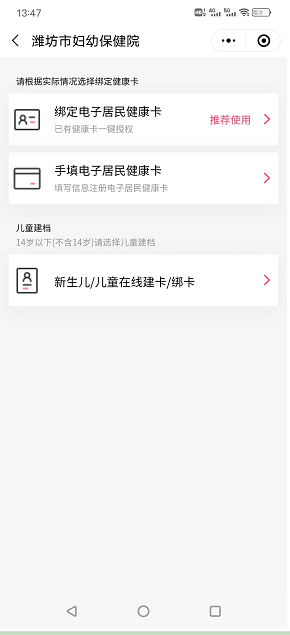 13:47
潍坊市妇幼保健院
请根据实际情况选择绑定健康卡
绑定电子居民健康卡
已有健康卡一键授权
推荐使用
手填电子居民健康卡
填写信息注册电子居民健康卡
儿童建档
14岁以下(不含14岁)请选择儿童建档
新生儿/儿童在线建卡/绑卡